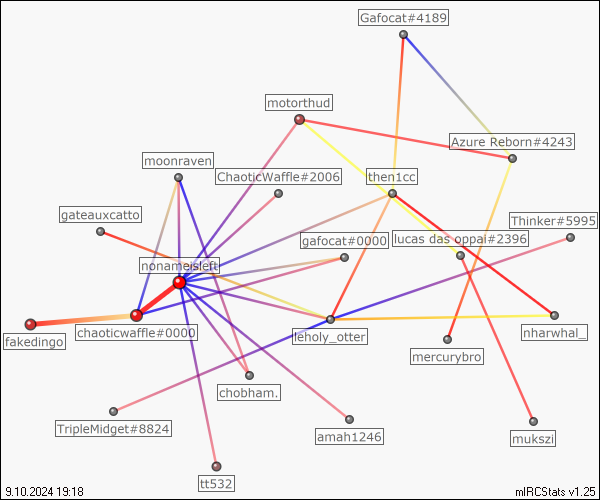 Gafocat#4189
motorthud
Azure Reborn#4243
moonraven
ChaoticWaffle#2006
then1cc
gateauxcatto
Thinker#5995
gafocat#0000
lucas das oppai#2396
nonameisleft
fakedingo
chaoticwaffle#0000
leholy_otter
nharwhal_
mercurybro
chobham.
TripleMidget#8824
amah1246
mukszi
tt532
9.10.2024 19:18
mIRCStats v1.25